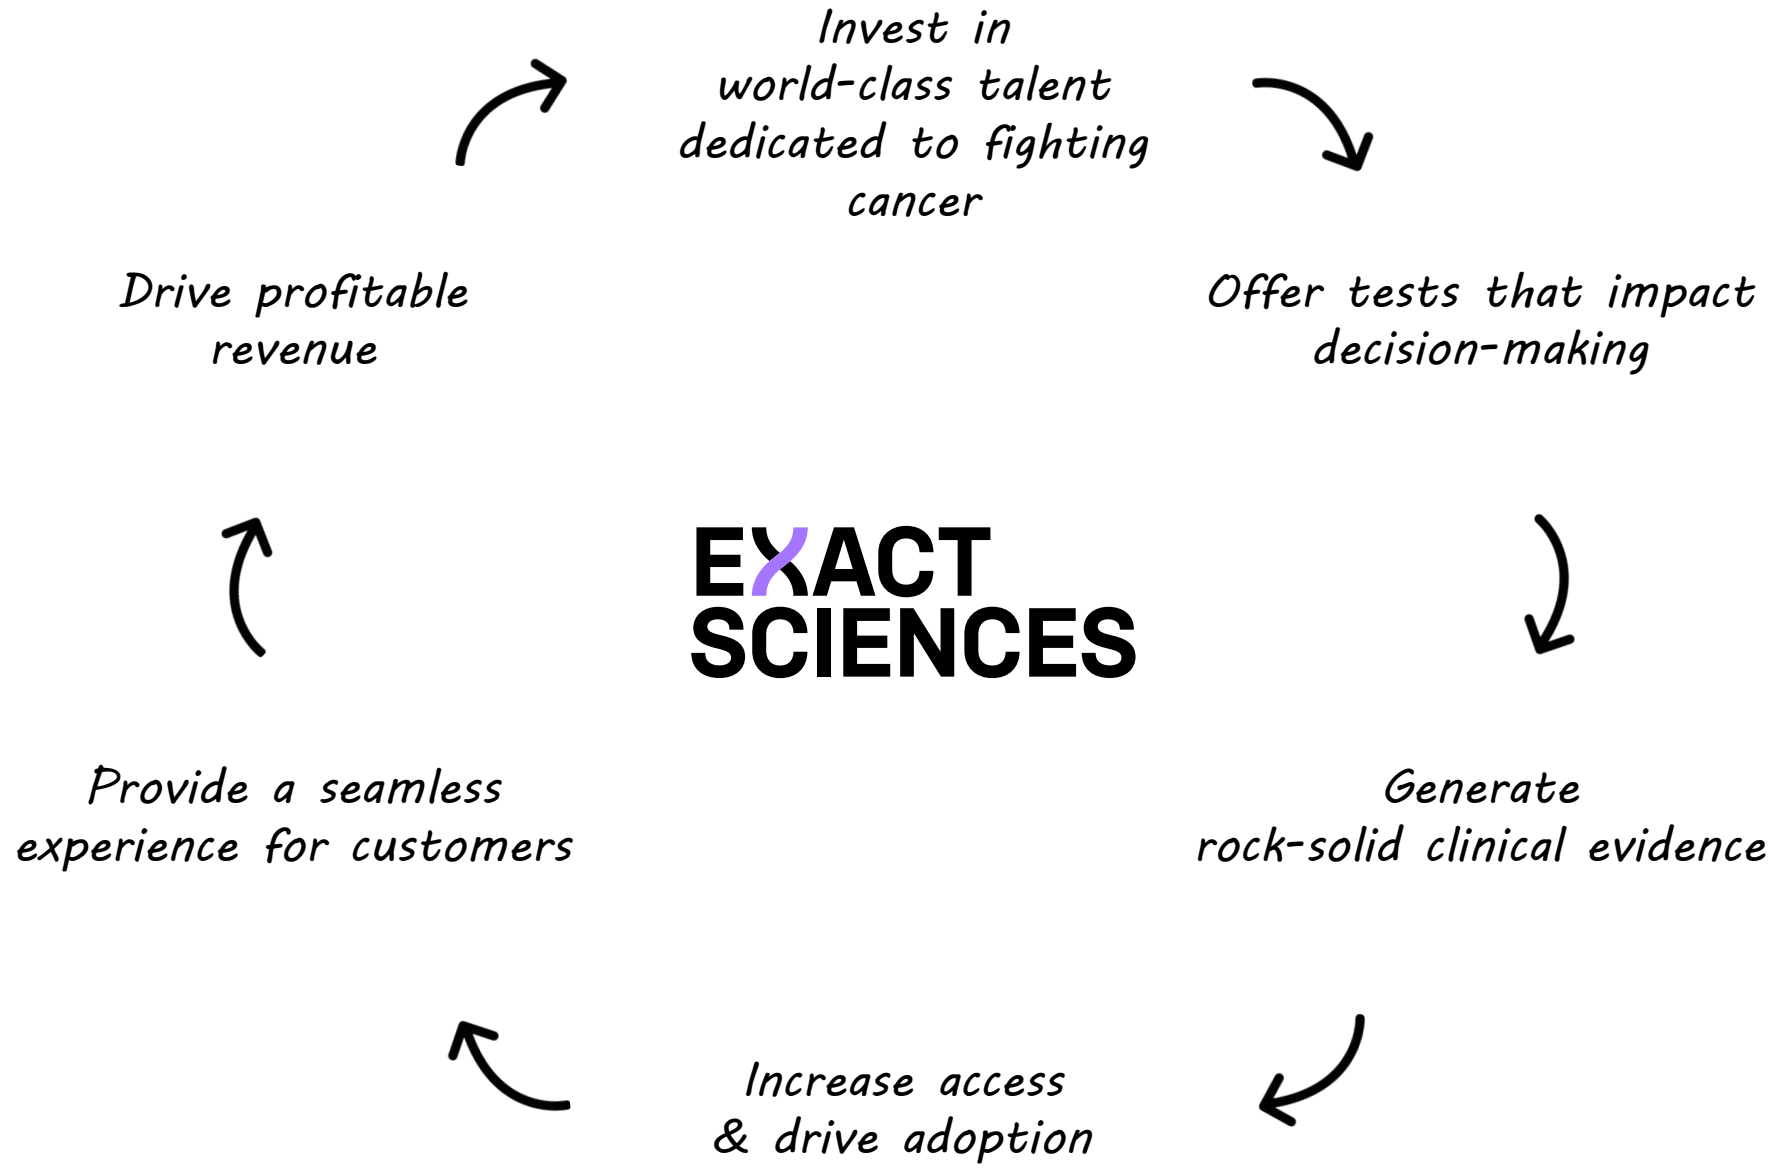 Invest in
world-class talent
dedicated to fighting
cancer
Drive profitable
revenue
Offer tests that impact
decision-making
EXACT
SCIENCES
Provide a seamless
experience for customers
Generate
rock-solid clinical evidence
Increase access
& drive adoption